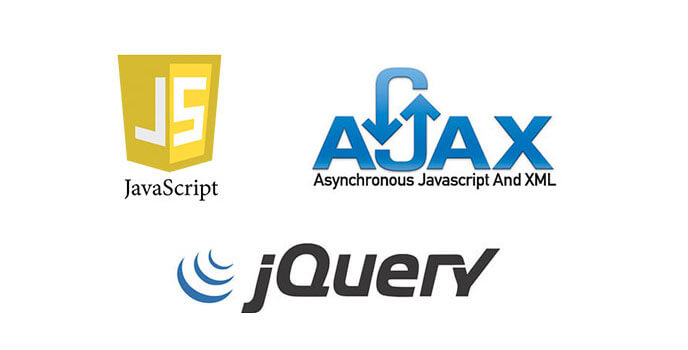 JS
JavaScript
AJAX
Asynchronous Javascript And XML
jQuery